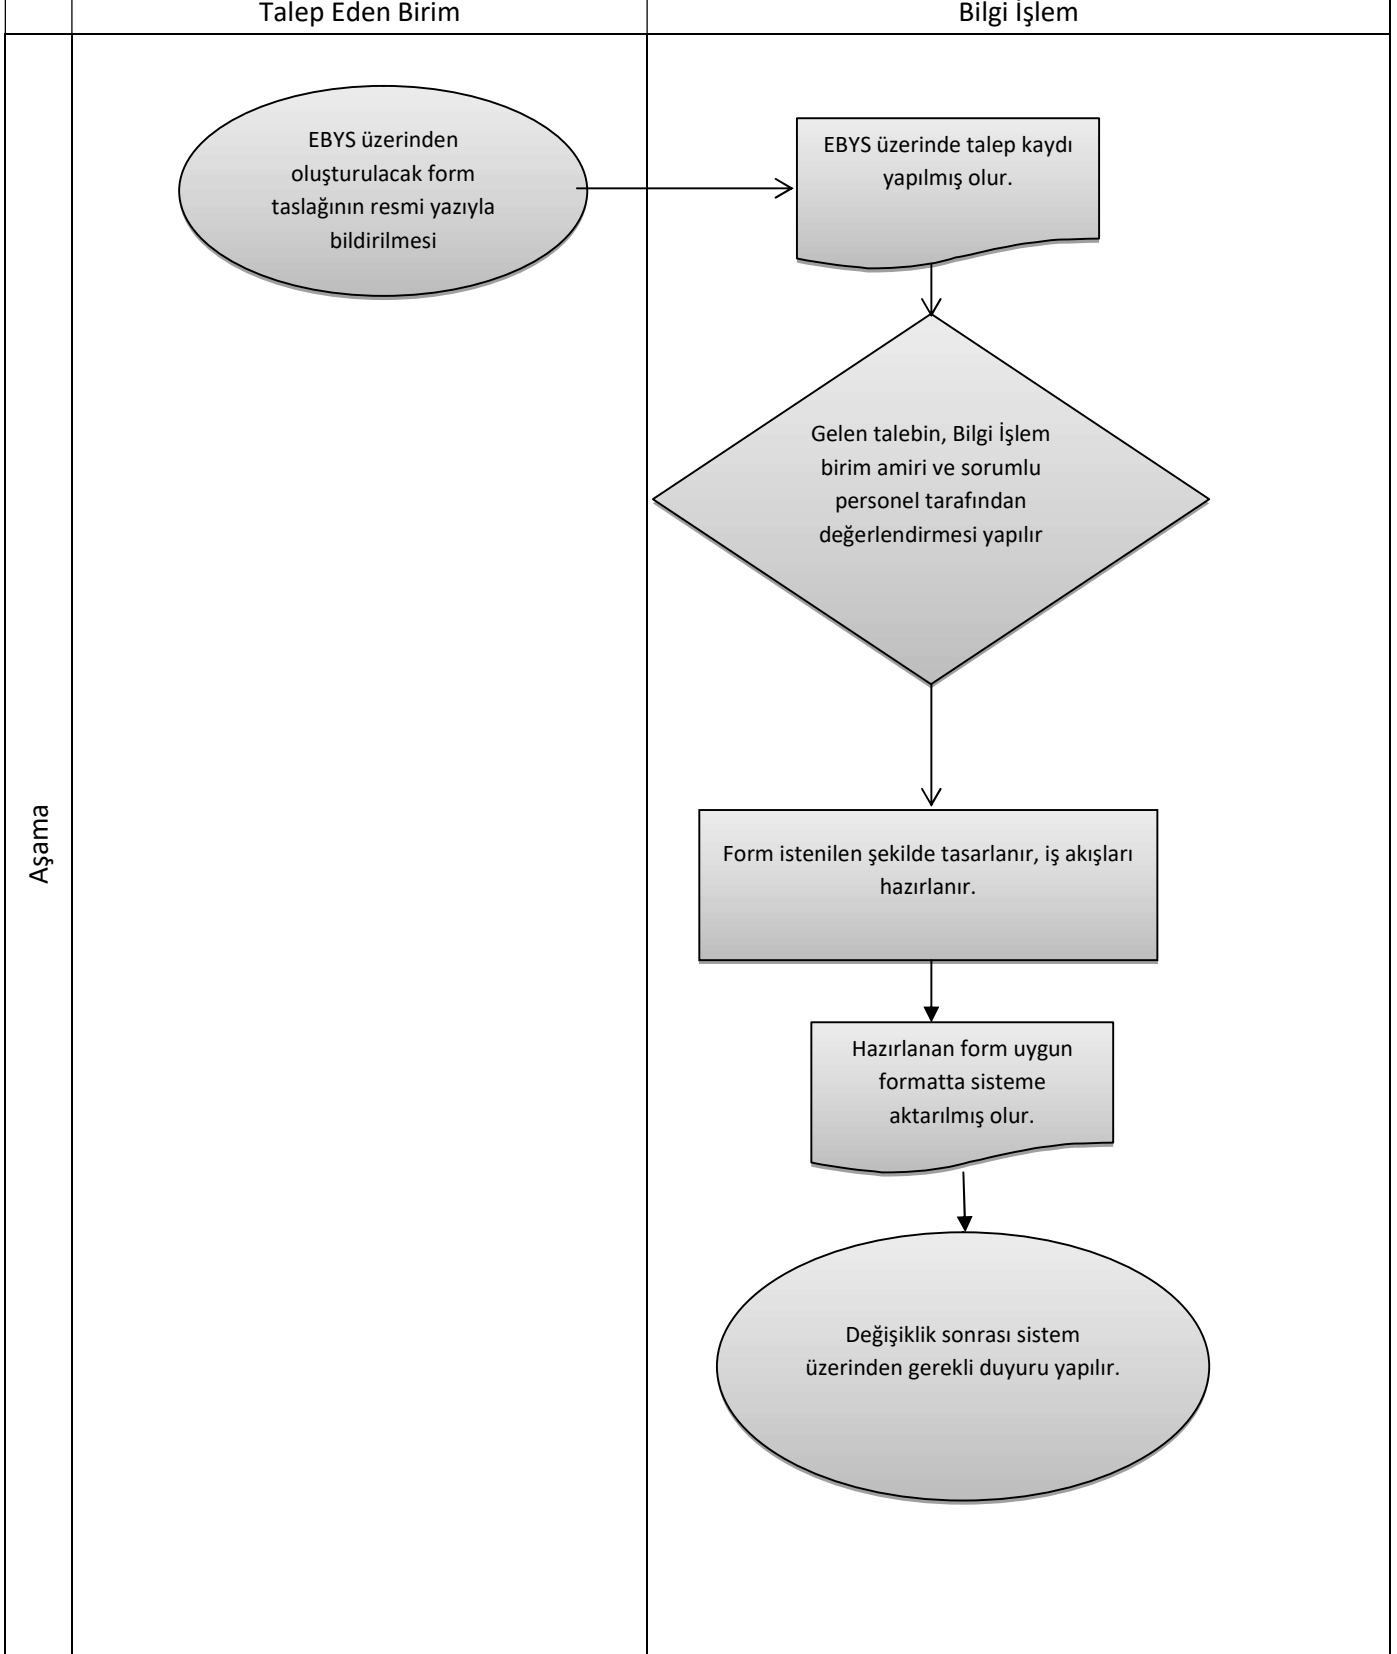 Talep Eden Birim
Bilgi İşlem
EBYS üzerinden
oluşturulacak form
taslağının resmi yazıyla
bildirilmesi
EBYS üzerinde talep kaydı
yapılmış olur.
Gelen talebin, Bilgi İşlem
birim amiri ve sorumlu
personel tarafından
değerlendirmesi yapılır
Aşama
Form istenilen şekilde tasarlanır, iş akışları
hazırlanır.
Hazırlanan form uygun
formatta sisteme
aktarılmış olur.
Değişiklik sonrası sistem
üzerinden gerekli duyuru yapılır.